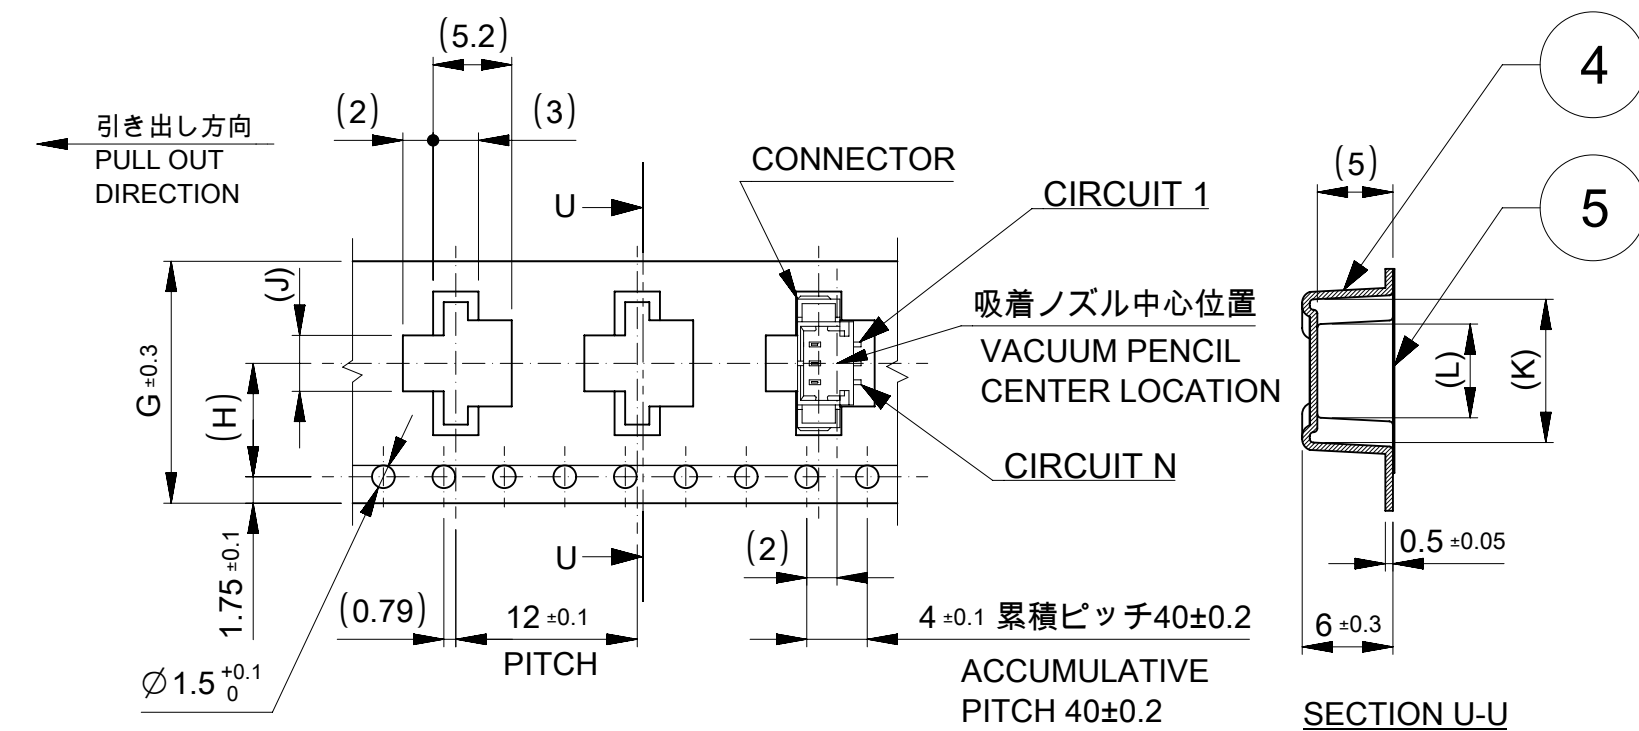 (5.2)
(2)
(3)
引き出し方向
PULL OUT
DIRECTION
CONNECTOR
U
CIRCUIT 1
(5)
4
5
(J)
G ±0.3
(H)
吸着ノズル中心位置
VACUUM PENCIL
CENTER LOCATION
(L)
(K)
CIRCUIT N
1.75 ±0.1
U
(2)
0.5 ±0.05
(0.79)
12 ±0.1
PITCH
4 ±0.1 累積ピッチ40±0.2
ACCUMULATIVE
PITCH 40±0.2
6 ±0.3
∅1.5 +0.1
0
SECTION U-U